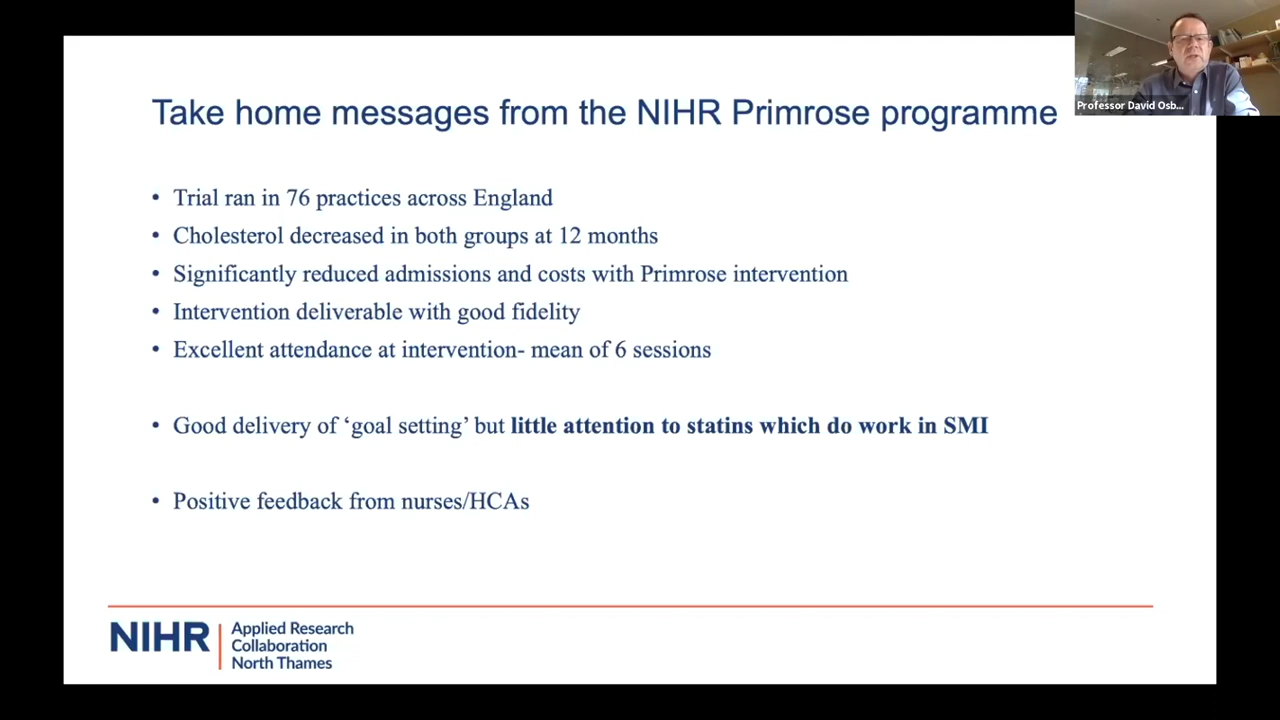 Take home messages from the NIHR Primrose programme
Professor David Osb...
• Trial ran in 76 practices across England
• Cholesterol decreased in both groups at 12 months
• Significantly reduced admissions and costs with Primrose intervention
• Intervention deliverable with good fidelity
• Excellent attendance at intervention- mean of 6 sessions
• Good delivery of ‘goal setting’ but little attention to statins which do work in SMI
• Positive feedback from nurses/HCAs
NIHR
Applied Research
Collaboration
North Thames